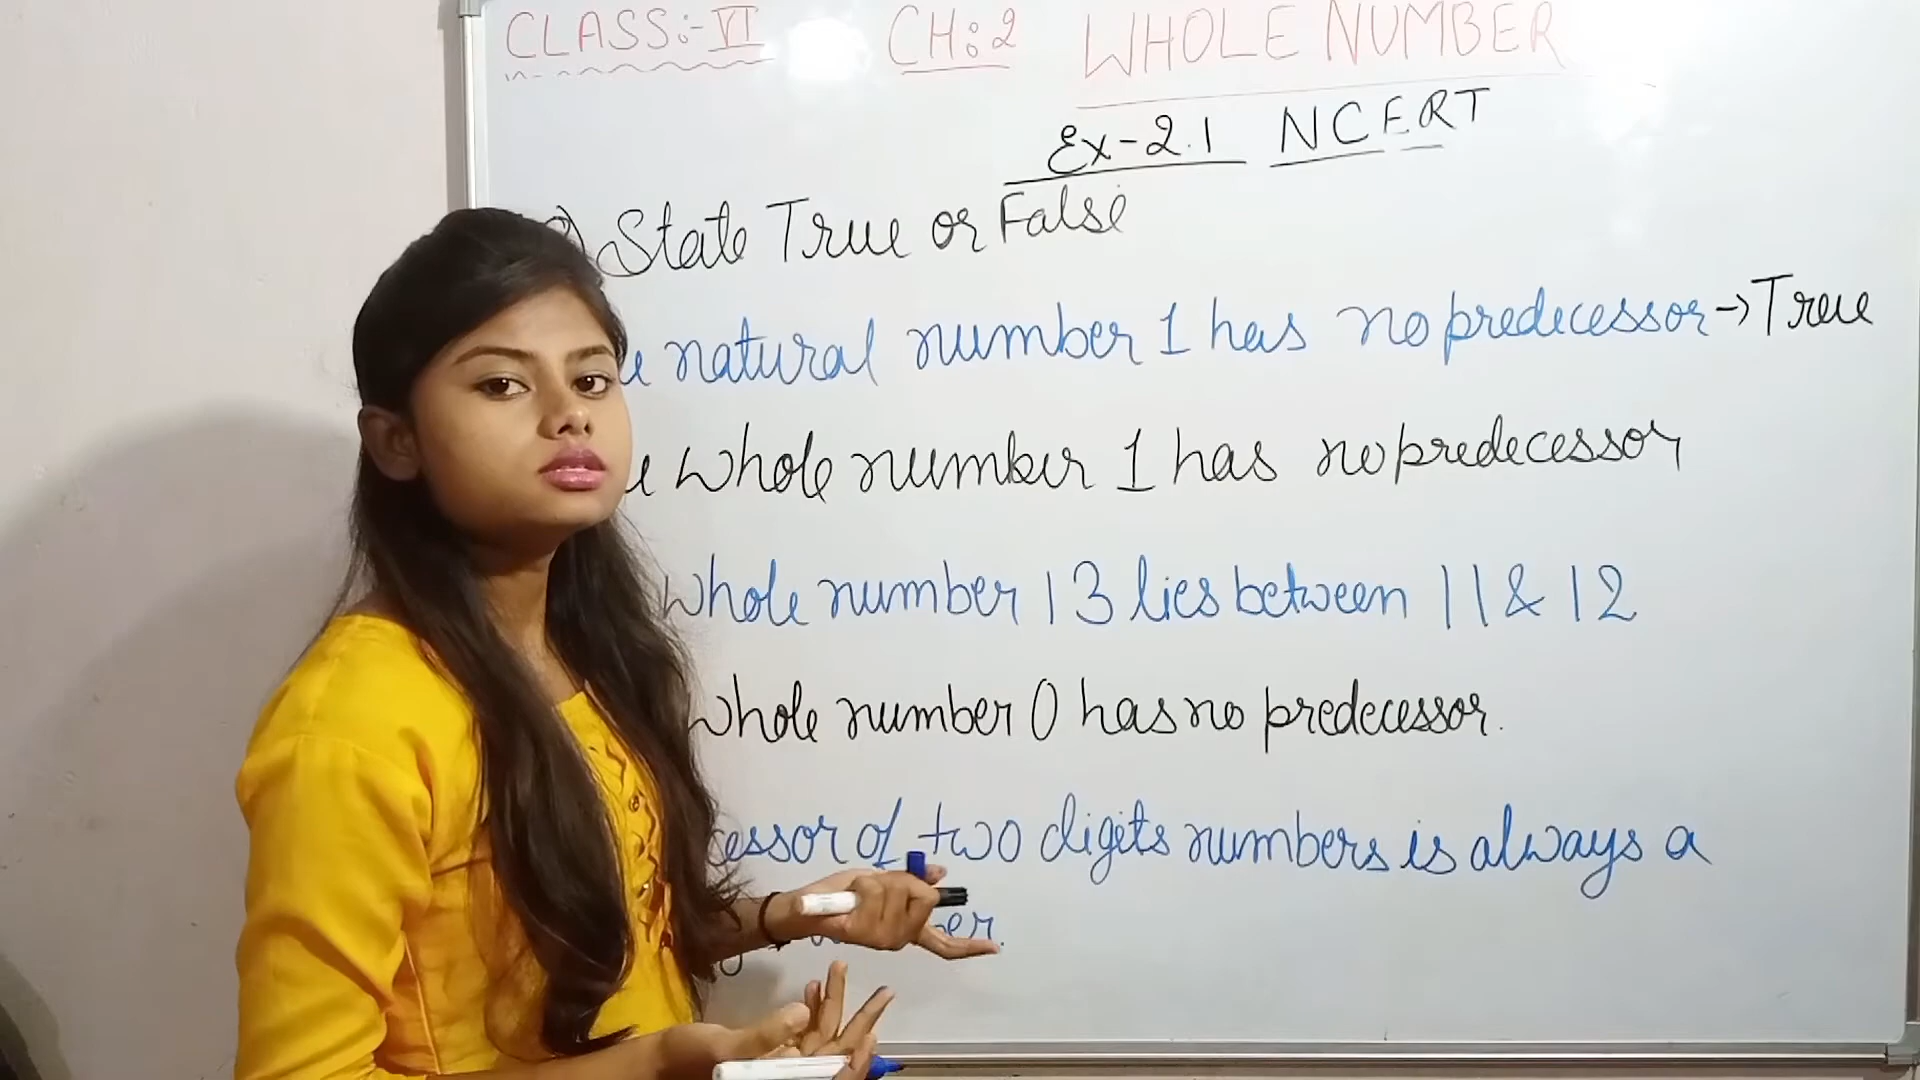 CLASS:- VI CH:2 WHOLE NUMBER
Ex-2.1 NCERT
State True or False
natural number 1 has no predecessor→True
whole number 1 has no predecessor
whole number 13 lies between 11 & 12
whole number 0 has no predecessor.
cessor of two digits numbers is always a